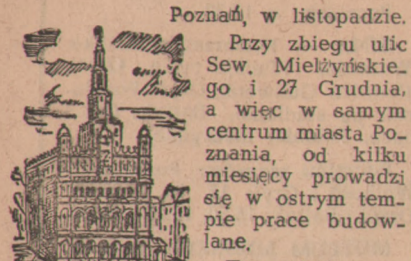 Poznań, w listopadzie.
Przy zbiegu ulic
Sew. Mielżyńskie-
go i 27 Grudnia,
a więc w samym
centrum miasta Po-
znania, od kilku
miesięcy prowadzi
się w ostrym tem-
pie prace budow-
lane.